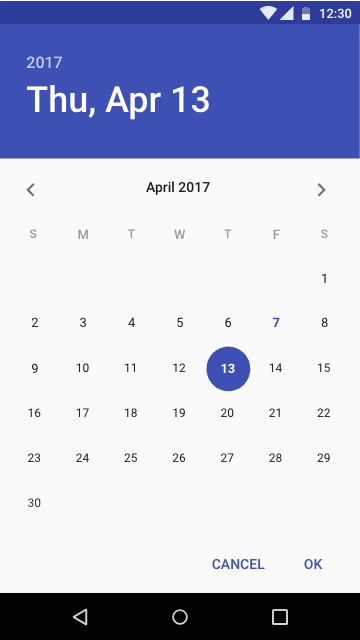 12:30
2017
Thu, Apr 13
April 2017
S M T W T F S
1
2 3 4 5 6 7 8
9 10 11 12 13 14 15
16 17 18 19 20 21 22
23 24 25 26 27 28 29
30
CANCEL OK